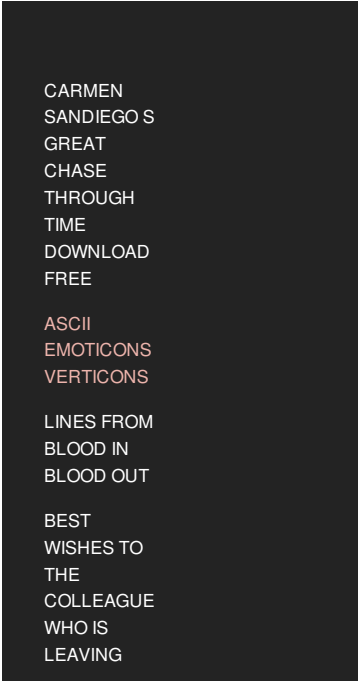 CARMEN
SANDIEGO S
GREAT
CHASE
THROUGH
TIME
DOWNLOAD
FREE
ASCII
EMOTICONS
VERTICONS
LINES FROM
BLOOD IN
BLOOD OUT
BEST
WISHES TO
THE
COLLEAGUE
WHO IS
LEAVING